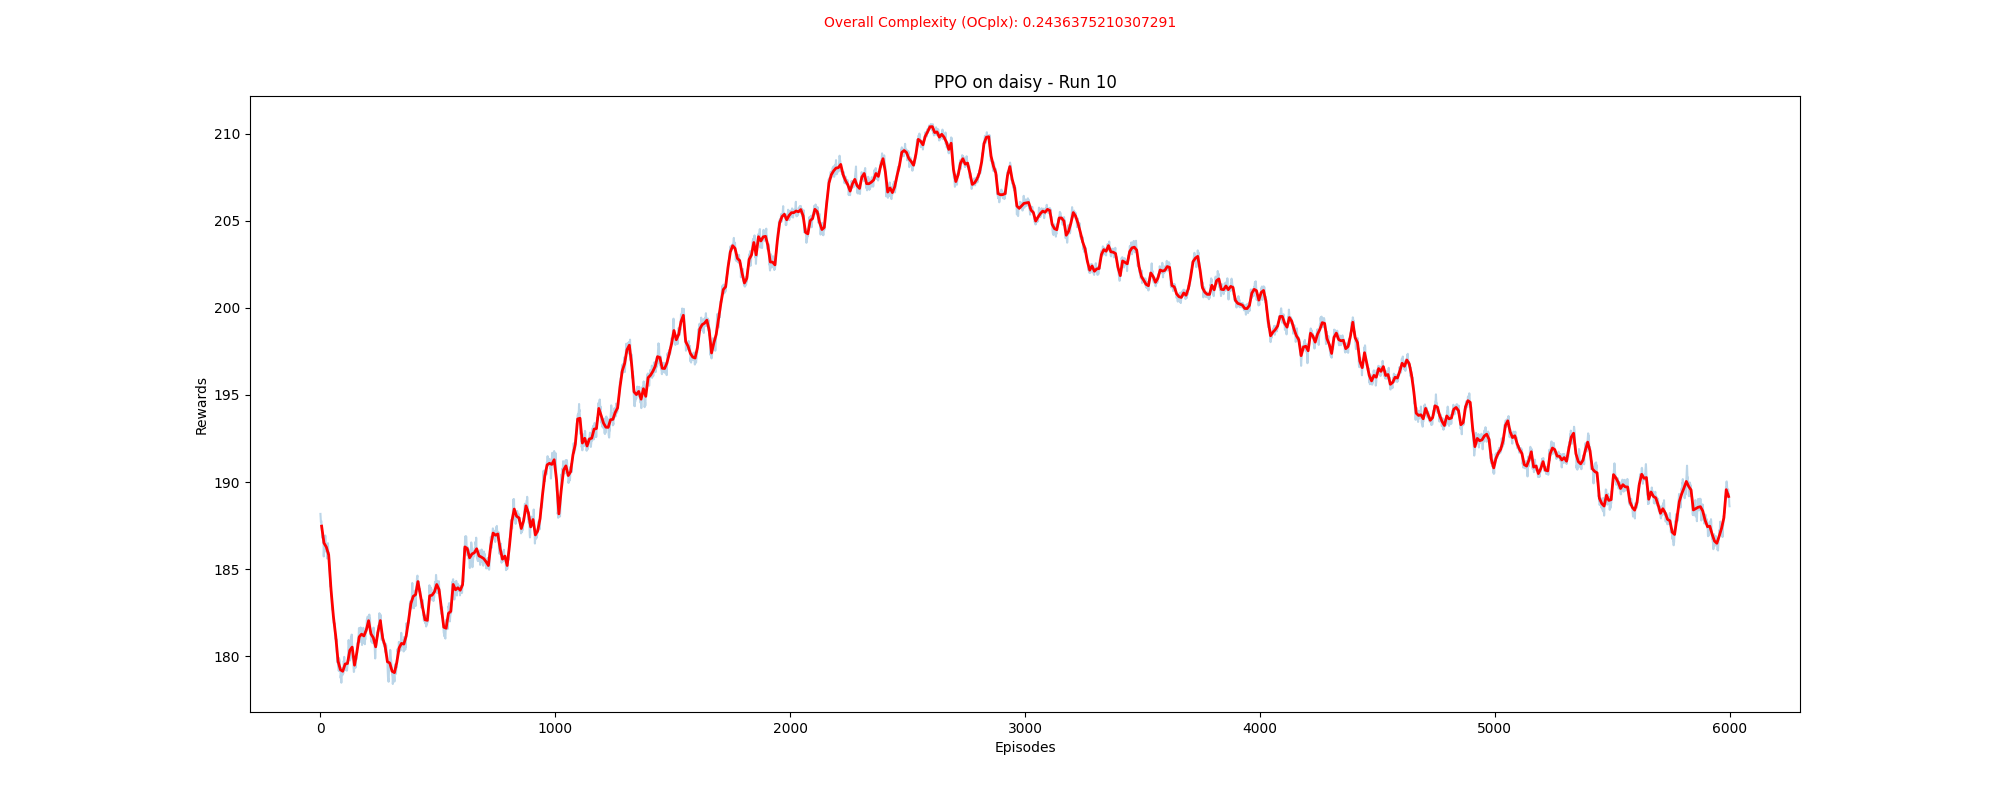 Overall Complexity (OCplx): 0.2436375210307291
PPO on daisy - Run 10
210
205
200
195
190
185
180
Rewards
0 1000 2000 3000 4000 5000 6000
Episodes